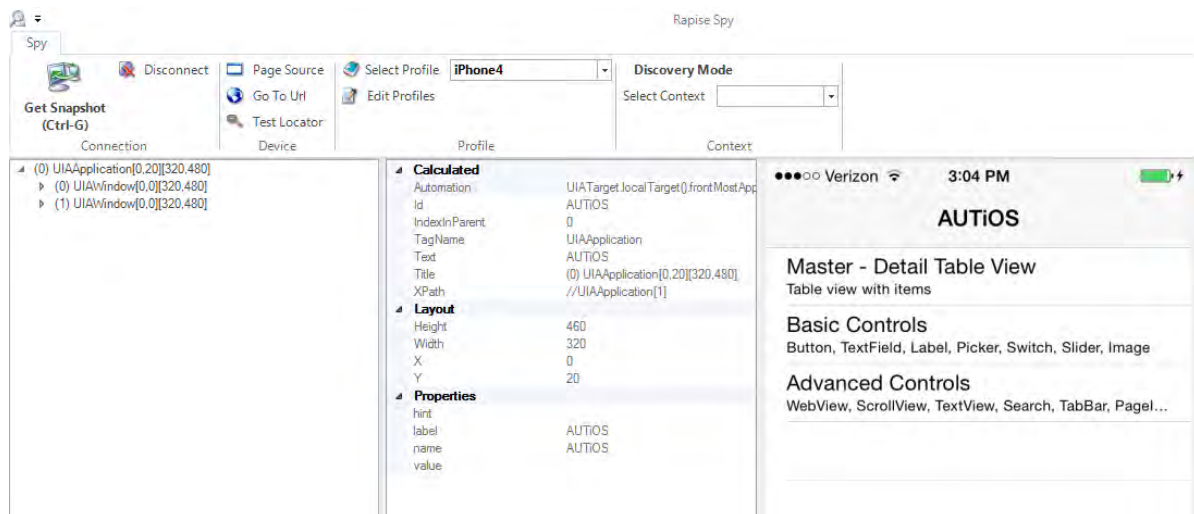 Rapise Spy
Spy
Get Snapshot
(Ctrl-G)
Disconnect
Connection
Page Source
Go To Url
Test Locator
Device
Select Profile iPhone4
Edit Profiles
Profile
Discovery Mode
Select Context
Context
(0) UIAApplication[0,20][320,480]
(0) UIAWindow[0,0][320,480]
(1) UIAWindow[0,0][320,480]
Calculated
Automation UIATarget.localTarget().frontMostApp
Id AUTiOS
IndexInParent 0
TagName UIAApplication
Text AUTiOS
Title (0) UIAApplication[0,20][320,480]
XPath //UIAApplication[1]
Layout
Height 460
Width 320
X 0
Y 20
Properties
hint
label AUTiOS
name AUTiOS
value
Verizon 3:04 PM
AUTiOS
Master - Detail Table View
Table view with items
Basic Controls
Button, TextField, Label, Picker, Switch, Slider, Image
Advanced Controls
WebView, ScrollView, TextView, Search, TabBar, PageI...